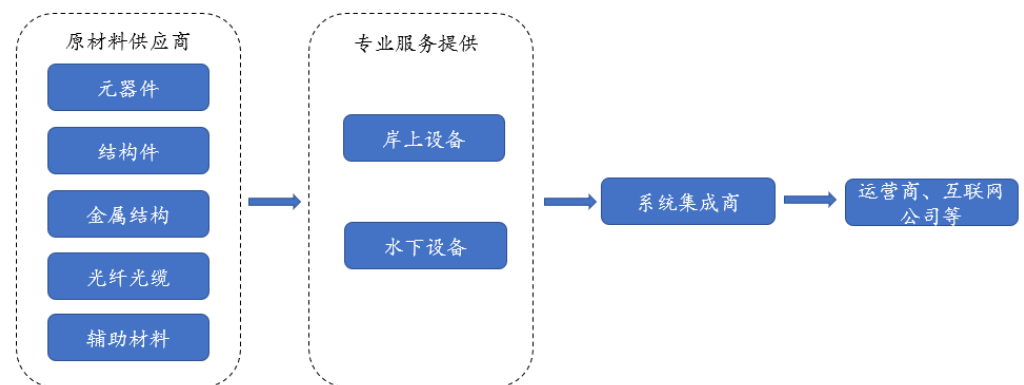 原材料供应商
元器件
结构件
金属结构
光纤光缆
辅助材料
专业服务提供
岸上设备
水下设备
系统集成商
运营商、互联网
公司等